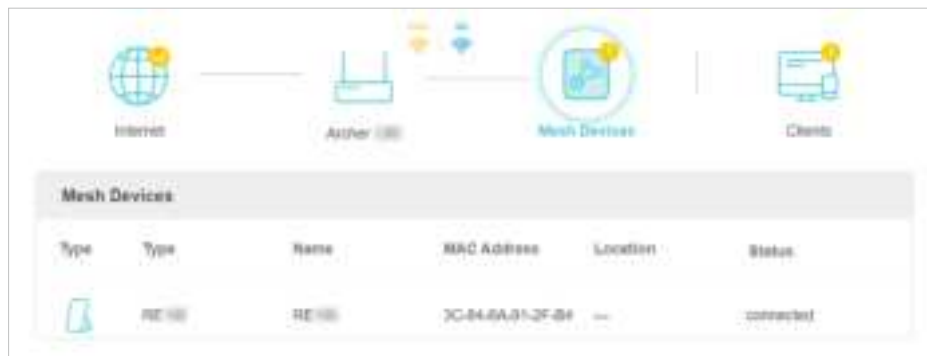 Internet
Archer
Mesh Devices
Clients
Mesh Devices
Type Type Name MAC Address Location Status
RE RE 3C-84-6A-91-2F-B4 --- connected